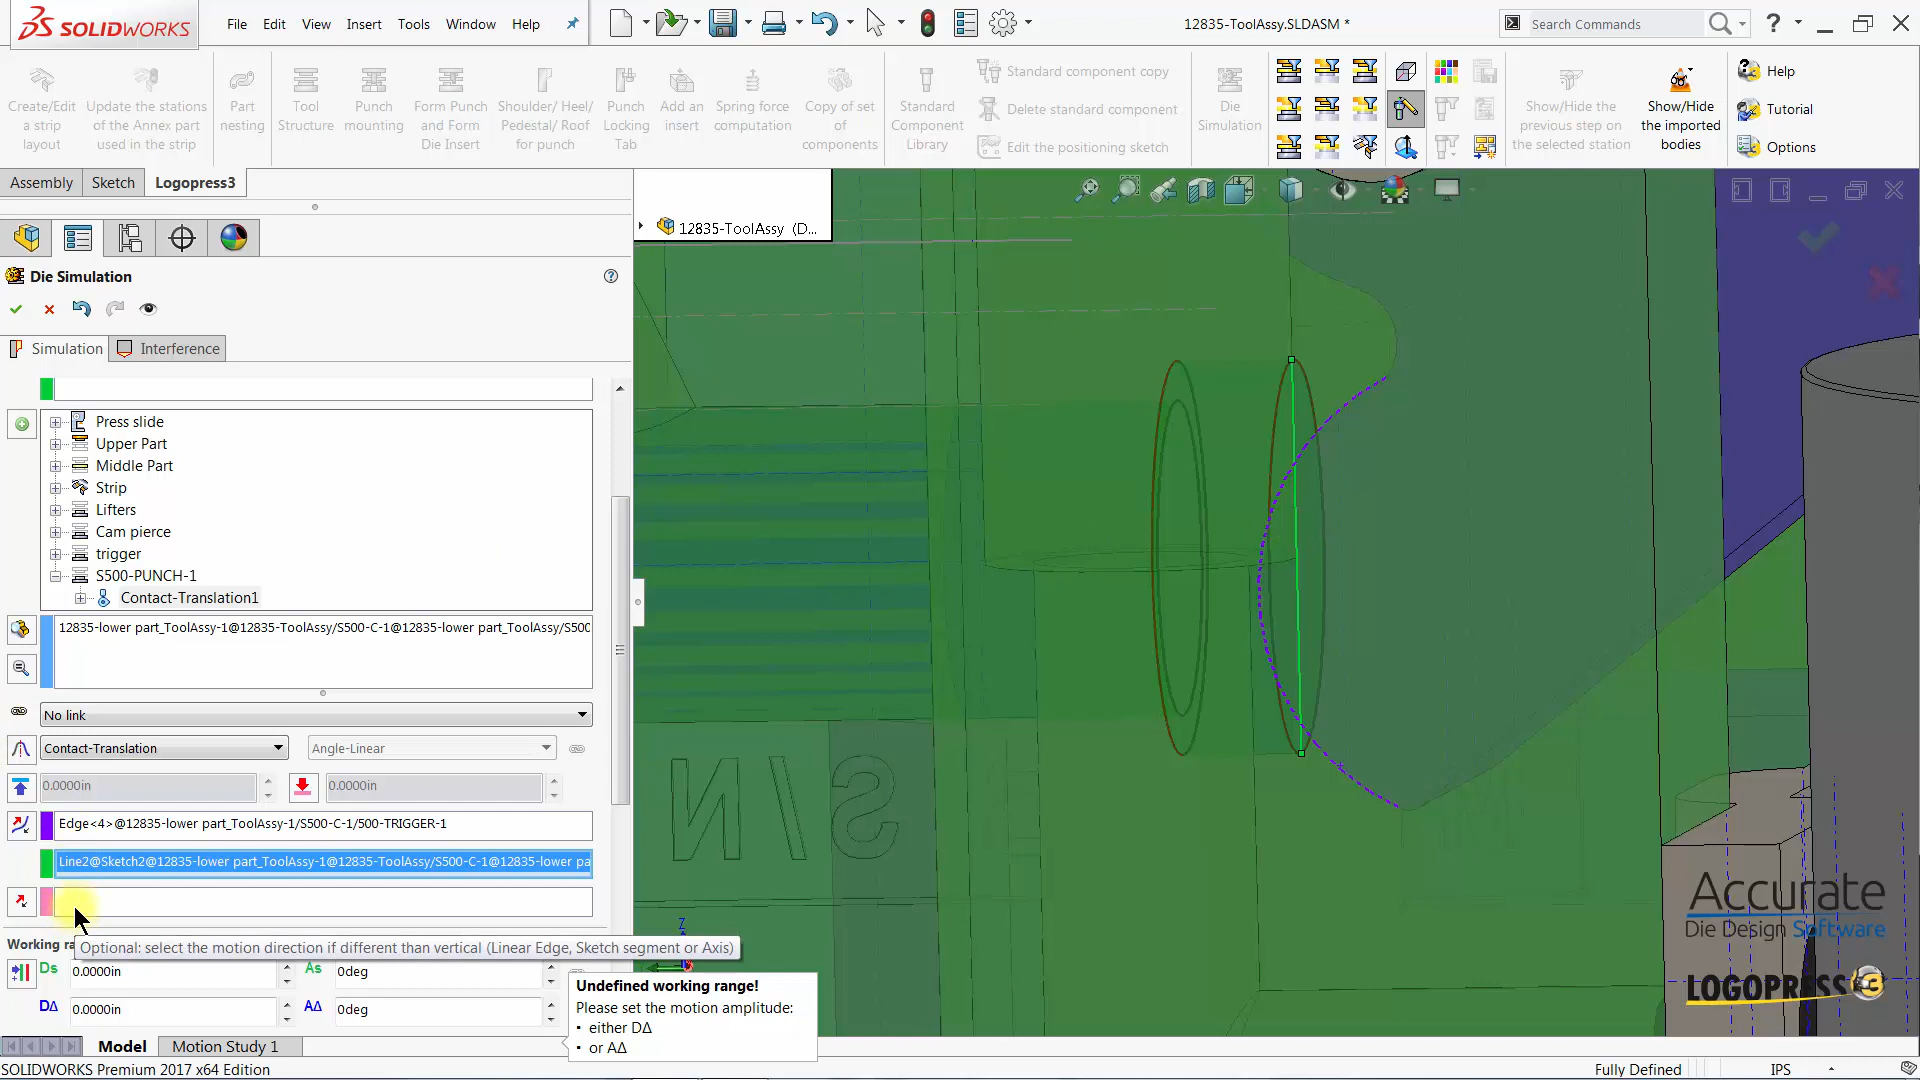 SOLIDWORKS
File Edit View Insert Tools Window Help
12835-ToolAssy.SLDASM *
Search Commands
Create/Edit a strip layout
Update the stations of the Annex part used in the strip
Part nesting
Tool Structure
Punch mounting
Form Punch and Form Die Insert
Shoulder/ Heel/ Pedestal/ Roof for punch
Punch Locking Tab
Add an insert
Spring force computation
Copy of set of components
Standard Component Library
Standard component copy
Delete standard component
Edit the positioning sketch
Die Simulation
Show/Hide the previous step on the selected station
Show/Hide the imported bodies
Help
Tutorial
Options
Assembly Sketch Logopress3
12835-ToolAssy (D...
Die Simulation
Simulation Interference
Press slide
Upper Part
Middle Part
Strip
Lifters
Cam pierce
trigger
S500-PUNCH-1
Contact-Translation1
12835-lower part_ToolAssy-1@12835-ToolAssy/S500-C-1@12835-lower part_ToolAssy/S500
No link
Contact-Translation Angle-Linear
0.0000in 0.0000in
Edge<4>@12835-lower part_ToolAssy-1/S500-C-1/500-TRIGGER-1
Line2@Sketch2@12835-lower part_ToolAssy-1@12835-ToolAssy/S500-C-1@12835-lower pa
Working ra
Optional: select the motion direction if different than vertical (Linear Edge, Sketch segment or Axis)
Ds 0.0000in As 0deg
DΔ 0.0000in AΔ 0deg
Undefined working range!
Please set the motion amplitude:
• either DΔ
• or AΔ
Z
Accurate
Die Design Software
LOGOPRESS3
Model Motion Study 1
SOLIDWORKS Premium 2017 x64 Edition
Fully Defined
IPS